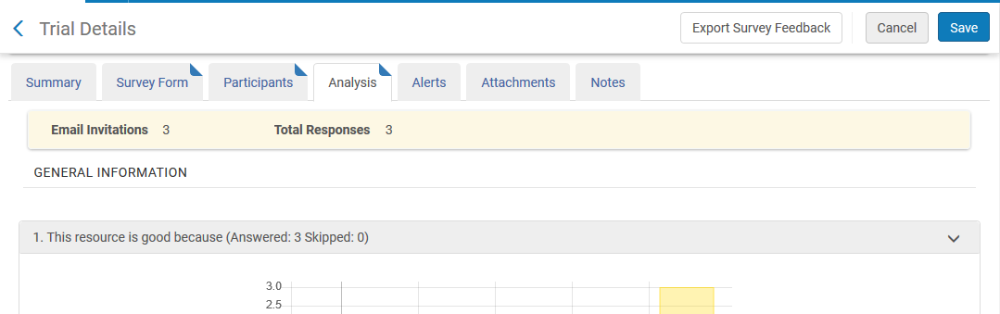 Trial Details
Export Survey Feedback
Cancel
Save
Summary
Survey Form
Participants
Analysis
Alerts
Attachments
Notes
Email Invitations 3 Total Responses 3
GENERAL INFORMATION
1. This resource is good because (Answered: 3 Skipped: 0)
3.0
2.5